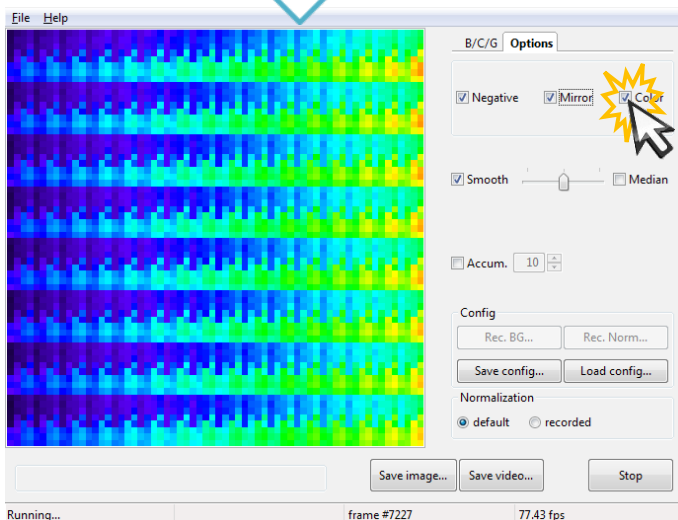 File Help
B/C/G Options
Negative Mirror Color
Smooth Median
Accum. 10
Config
Rec. BG... Rec. Norm...
Save config... Load config...
Normalization
default recorded
Save image... Save video... Stop
Running... frame #7227 77.43 fps